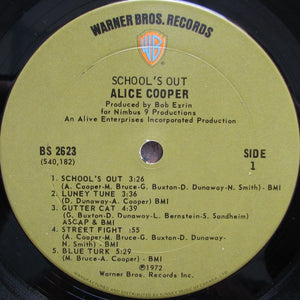 WARNER BROS. RECORDS
WB
SCHOOL'S OUT
ALICE COOPER
Produced by Bob Ezrin
for Nimbus 9 Productions
An Alive Enterprises Incorporated Production
BS 2623
(S40,182)
SIDE
1
1 SCHOOL'S OUT 3:26
(A. Cooper-M. Bruce-G. Buxton-D. Dunaway-N. Smith) - BMI
2 LUNEY TUNE 3:36
(D. Dunaway-A. Cooper) - BMI
3 GUTTER CAT 4:39
(G. Buxton-D. Dunaway-L. Bernstein-S. Sondheim)
ASCAP & BMI
4 STREET FIGHT :55
(A. Cooper-M. Bruce-G. Buxton-D. Dunaway
N. Smith) - BMI
5 BLUE TURK 5:29
(M. Bruce-A. Cooper) - BMI
℗1972
Warner Bros. Records Inc.